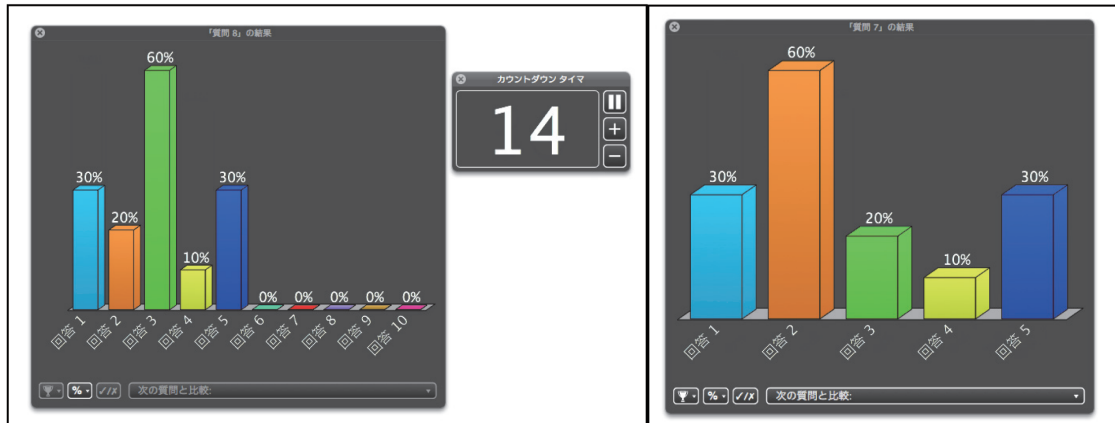 「質問 8」の結果
60%
30%
30%
20%
10%
0%
0%
0%
0%
0%
回答 1
回答 2
回答 3
回答 4
回答 5
回答 6
回答 7
回答 8
回答 9
回答 10
%
✓/✗
次の質問と比較:
カウントダウン タイマ
14
+
−
「質問 7」の結果
60%
30%
30%
20%
10%
回答 1
回答 2
回答 3
回答 4
回答 5
%
✓/✗
次の質問と比較: